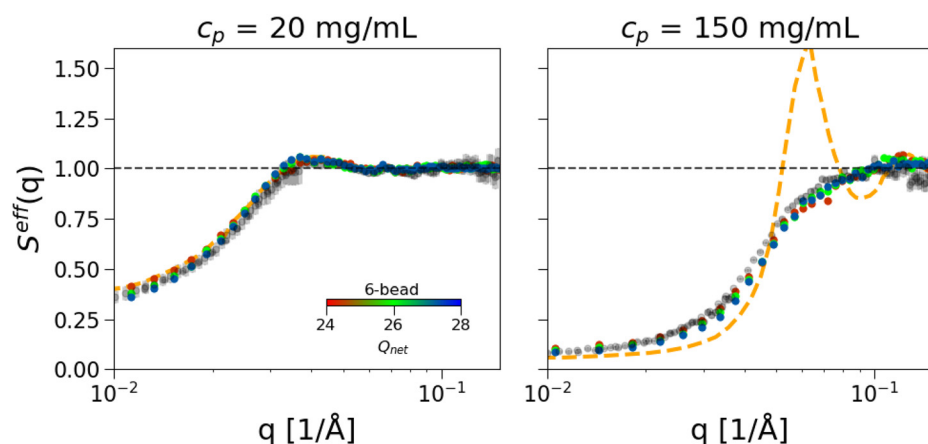 c_p = 20 mg/mL
c_p = 150 mg/mL
S^{eff}(q)
1.50
1.25
1.00
0.75
0.50
0.25
0.00
6-bead
24 26 28
Q_{net}
10^{-2} 10^{-1}
10^{-2} 10^{-1}
q [1/Å]
q [1/Å]